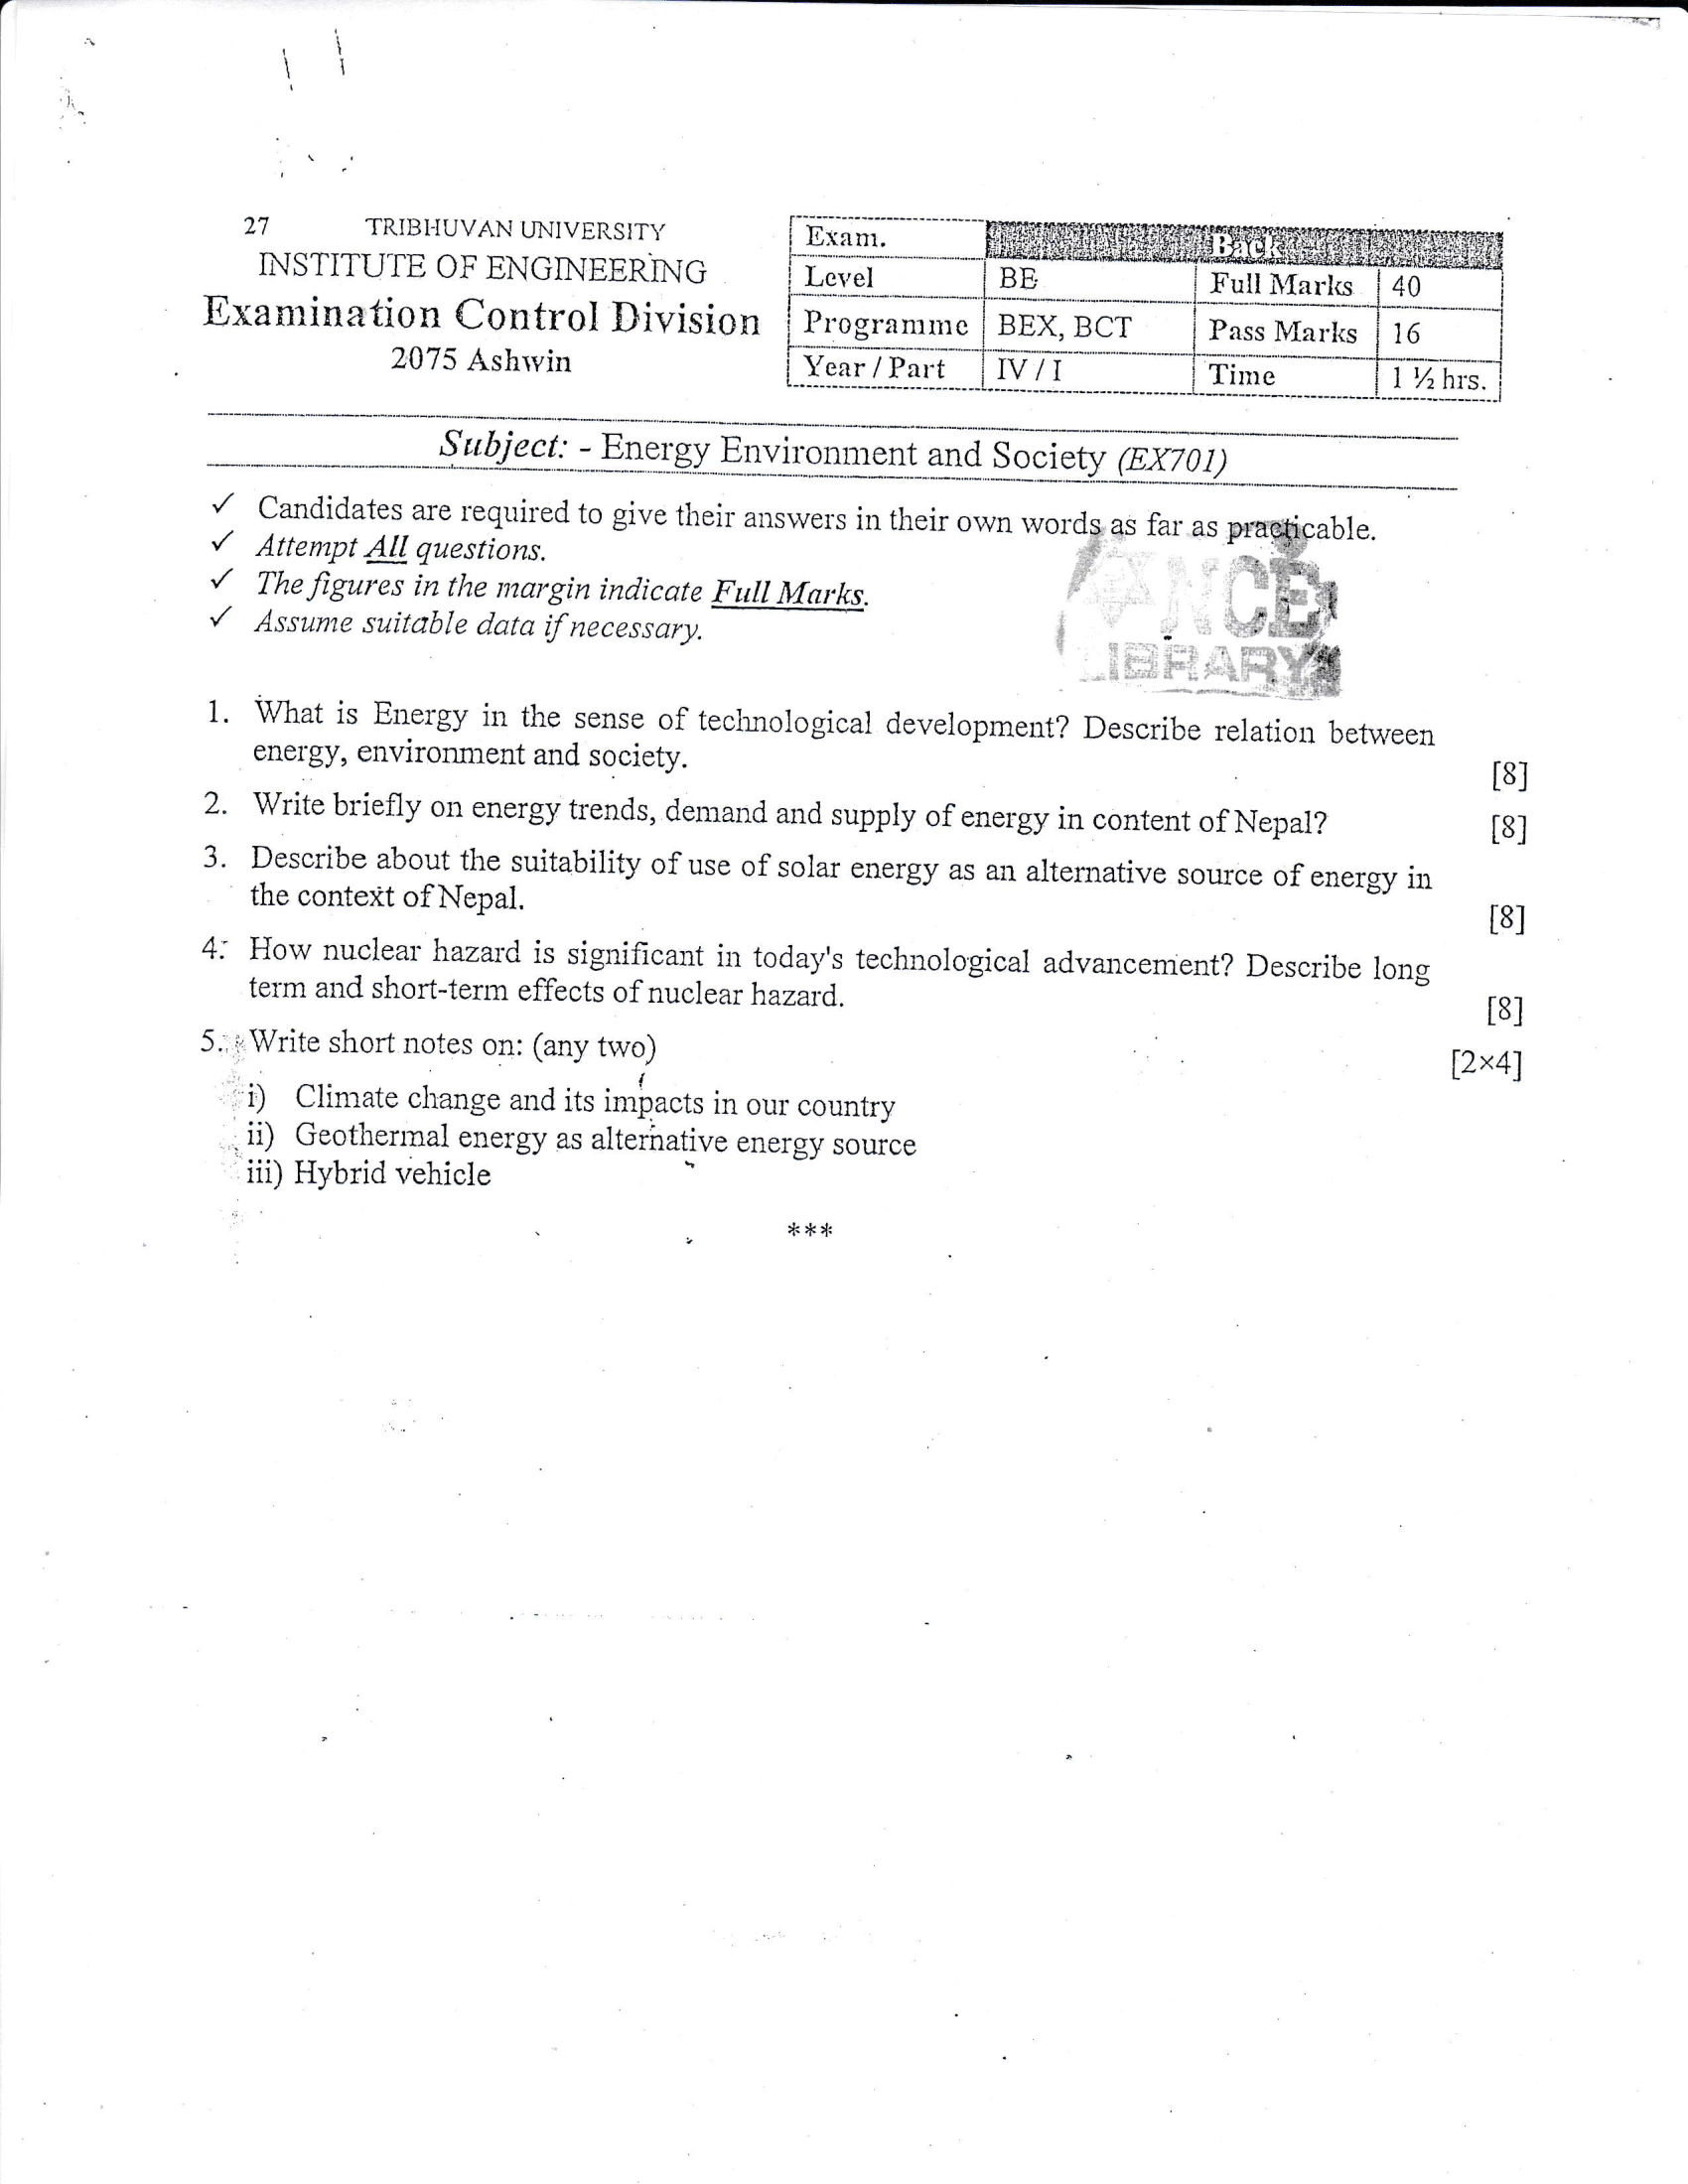 27 TRIBHUVAN UNIVERSITY
INSTITUTE OF ENGINEERING
Examination Control Division
2075 Ashwin
Exam. Back
Level BE Full Marks 40
Programme BEX, BCT Pass Marks 16
Year / Part IV / I Time 1 ½ hrs.
Subject: - Energy Environment and Society (EX701)
✓ Candidates are required to give their answers in their own words as far as practicable.
✓ Attempt All questions.
✓ The figures in the margin indicate Full Marks.
✓ Assume suitable data if necessary.
NCE
LIBRARY
1. What is Energy in the sense of technological development? Describe relation between
energy, environment and society. [8]
2. Write briefly on energy trends, demand and supply of energy in content of Nepal? [8]
3. Describe about the suitability of use of solar energy as an alternative source of energy in
the context of Nepal. [8]
4. How nuclear hazard is significant in today's technological advancement? Describe long
term and short-term effects of nuclear hazard. [8]
5. Write short notes on: (any two) [2×4]
i) Climate change and its impacts in our country
ii) Geothermal energy as alternative energy source
iii) Hybrid vehicle
***